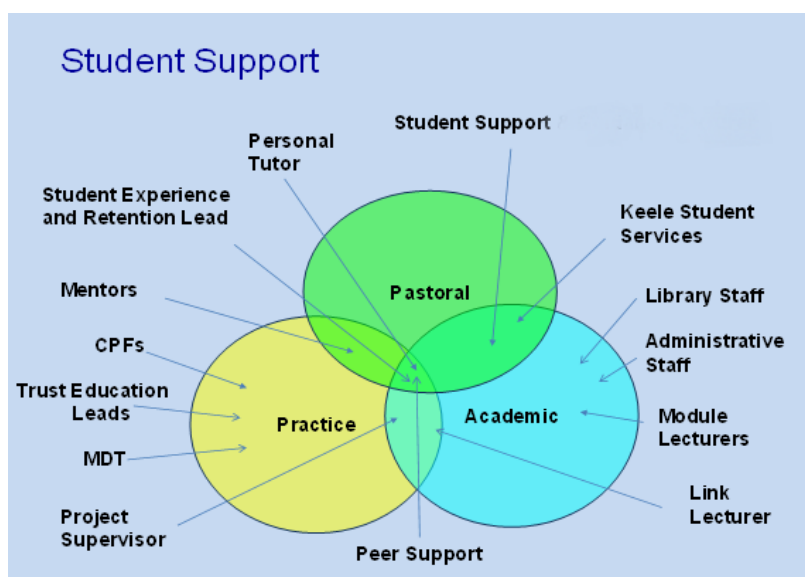 Student Support
Student Support
Personal
Tutor
Student Experience
and Retention Lead
Keele Student
Services
Mentors
Pastoral
Library Staff
CPFs
Administrative
Staff
Trust Education
Leads
Practice
Academic
Module
Lecturers
MDT
Link
Lecturer
Project
Supervisor
Peer Support